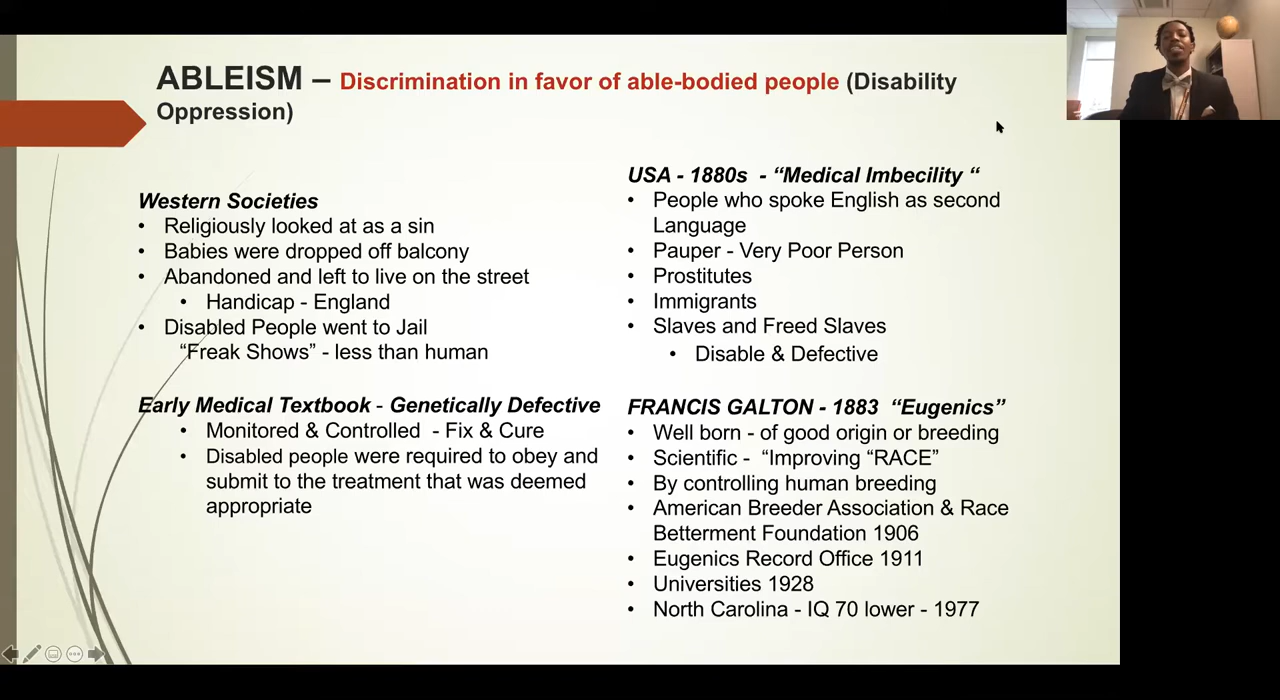 ABLEISM – Discrimination in favor of able-bodied people (Disability
Oppression)
Western Societies
• Religiously looked at as a sin
• Babies were dropped off balcony
• Abandoned and left to live on the street
• Handicap - England
• Disabled People went to Jail
“Freak Shows” - less than human
Early Medical Textbook - Genetically Defective
• Monitored & Controlled - Fix & Cure
• Disabled people were required to obey and
submit to the treatment that was deemed
appropriate
USA - 1880s - “Medical Imbecility “
• People who spoke English as second
Language
• Pauper - Very Poor Person
• Prostitutes
• Immigrants
• Slaves and Freed Slaves
• Disable & Defective
FRANCIS GALTON - 1883 “Eugenics”
• Well born - of good origin or breeding
• Scientific - “Improving “RACE”
• By controlling human breeding
• American Breeder Association & Race
Betterment Foundation 1906
• Eugenics Record Office 1911
• Universities 1928
• North Carolina - IQ 70 lower - 1977